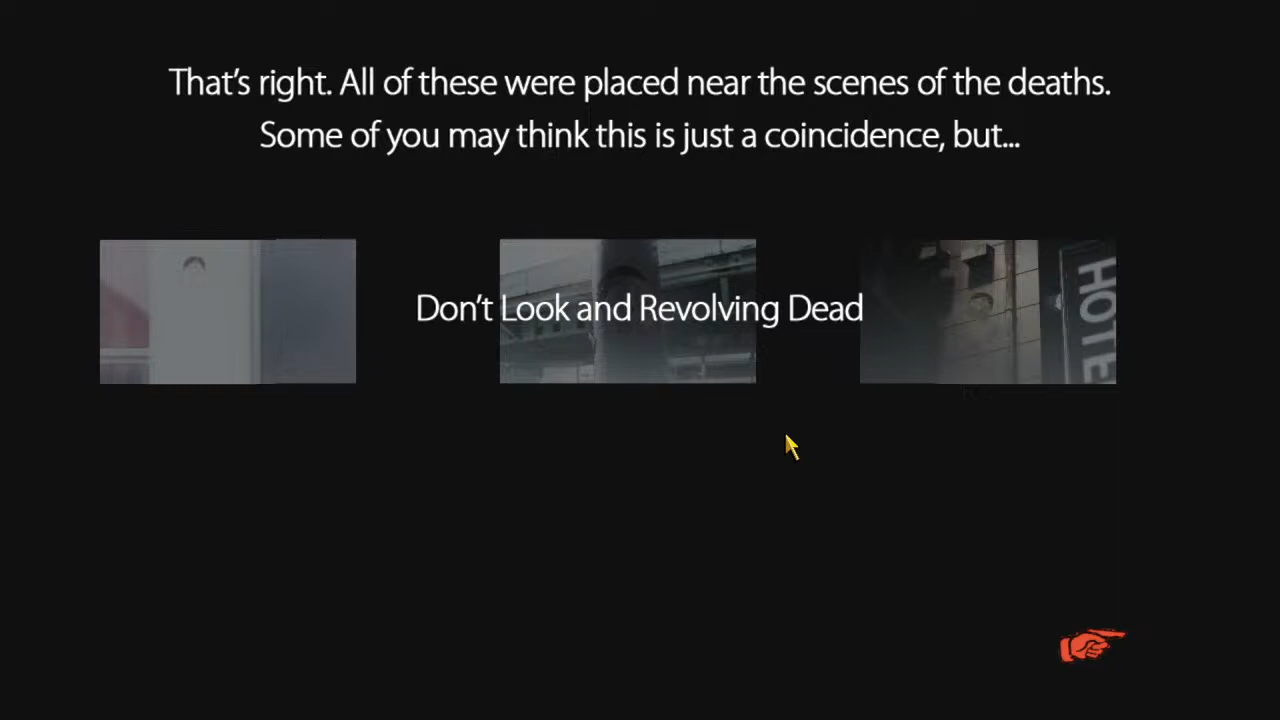 That's right. All of these were placed near the scenes of the deaths.
Some of you may think this is just a coincidence, but...
Don't Look and Revolving Dead
HOTE